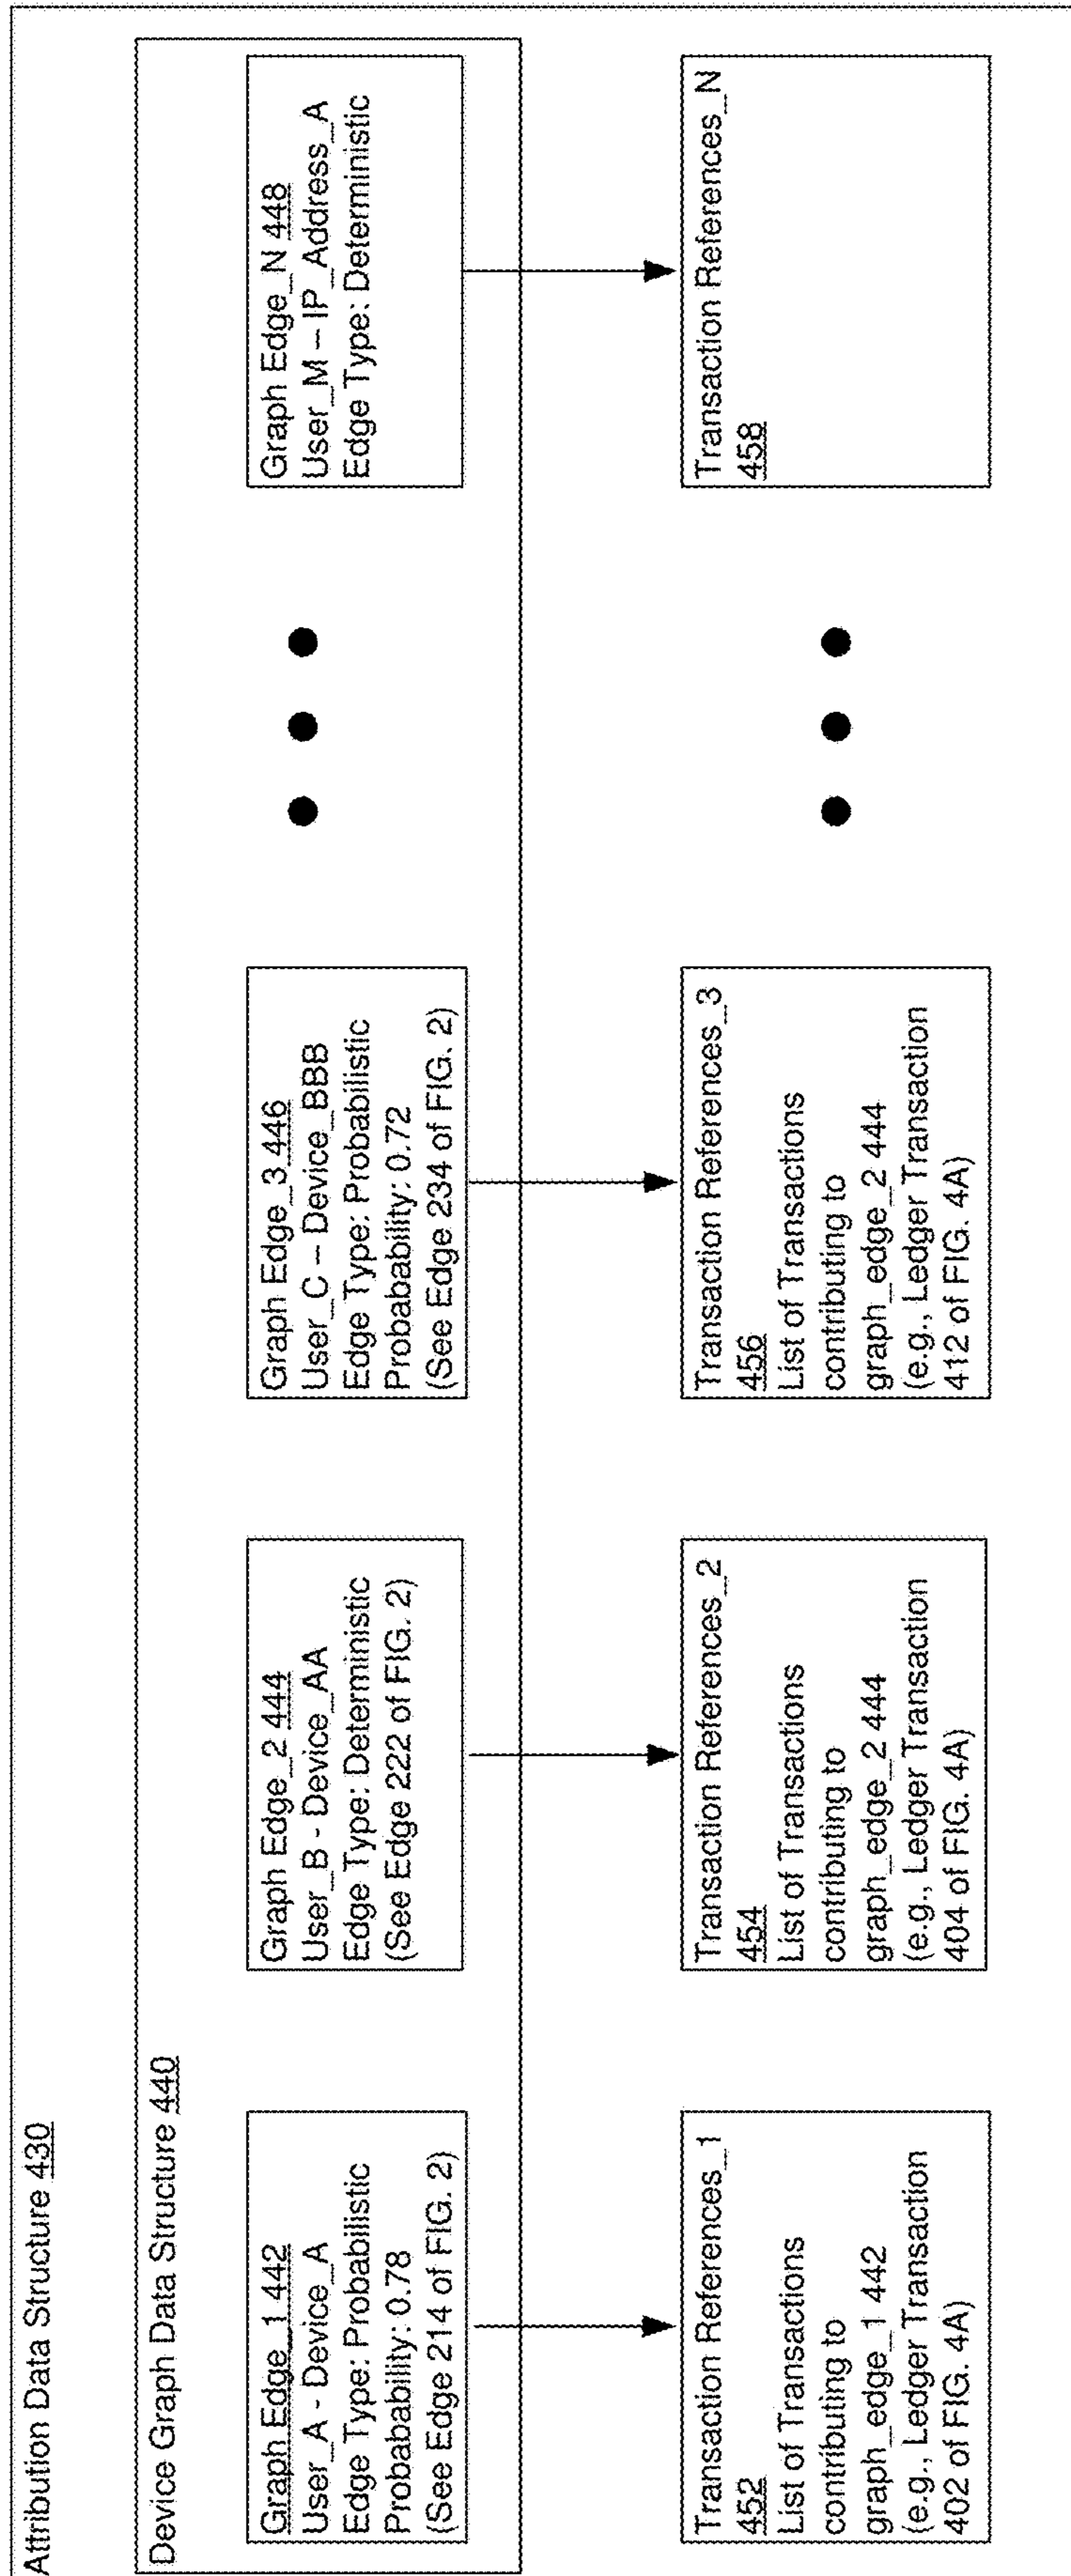 Attribution Data Structure 430
Device Graph Data Structure 440
Graph Edge_1 442
User_A - Device_A
Edge Type: Probabilistic
Probabability: 0.78
(See Edge 214 of FIG. 2)
Graph Edge_2 444
User_B - Device_AA
Edge Type: Deterministic
(See Edge 222 of FIG. 2)
Graph Edge_3 446
User_C – Device_BBB
Edge Type: Probabilistic
Probabability: 0.72
(See Edge 234 of FIG. 2)
Graph Edge_N 448
User_M – IP_Address_A
Edge Type: Deterministic
Transaction References_1
452
List of Transactions
contributing to
graph_edge_1 442
(e.g., Ledger Transaction
402 of FIG. 4A)
Transaction References_2
454
List of Transactions
contributing to
graph_edge_2 444
(e.g., Ledger Transaction
404 of FIG. 4A)
Transaction References_3
456
List of Transactions
contributing to
graph_edge_2 444
(e.g., Ledger Transaction
412 of FIG. 4A)
Transaction References_N
458